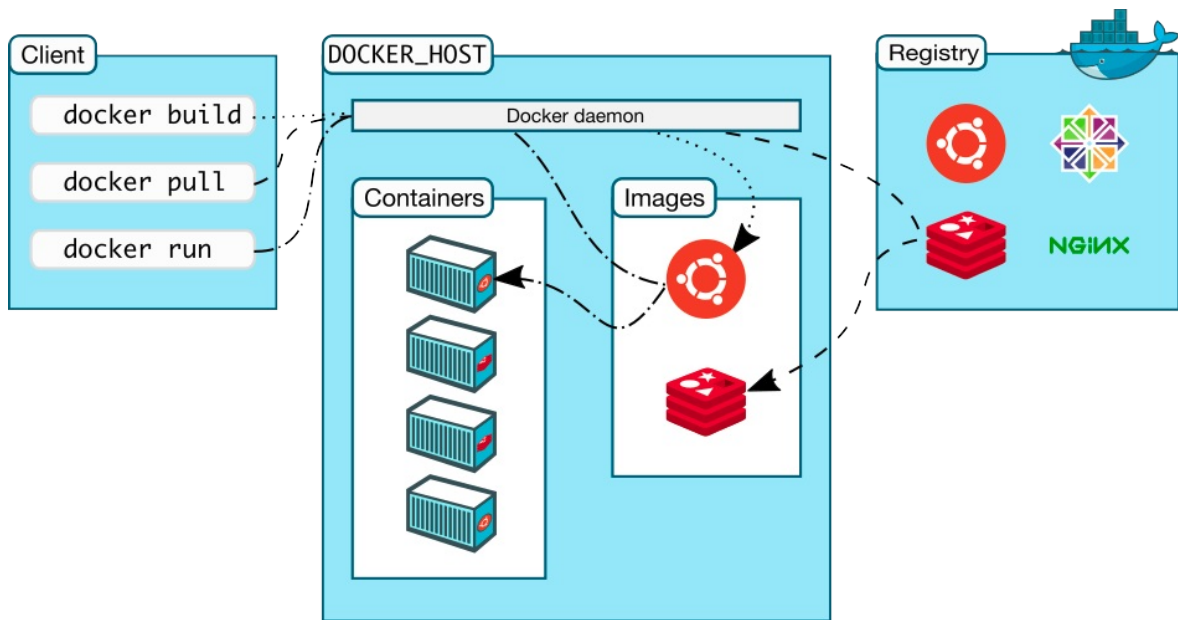 Client
docker build
docker pull
docker run
DOCKER_HOST
Docker daemon
Containers
Images
Registry
NGINX